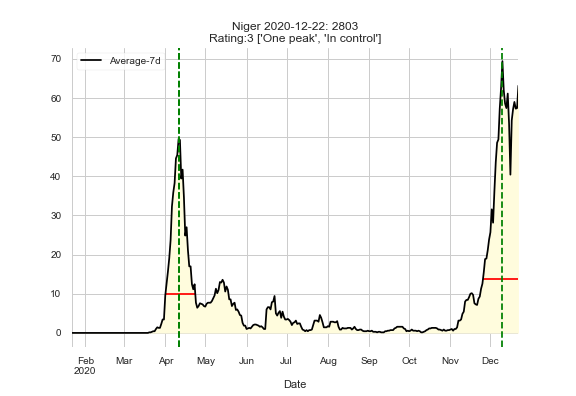 Niger 2020-12-22: 2803
Rating:3 ['One peak', 'In control']
Average-7d
70
60
50
40
30
20
10
0
Feb
2020
Mar
Apr
May
Jun
Jul
Aug
Sep
Oct
Nov
Dec
Date